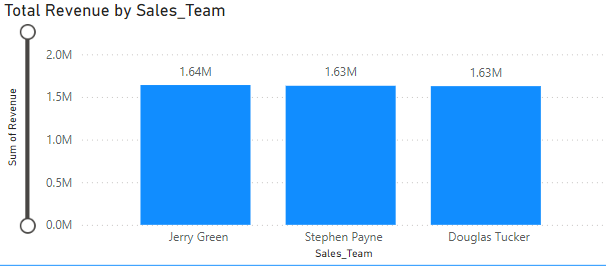 Total Revenue by Sales_Team
Sum of Revenue
2.0M
1.5M
1.0M
0.5M
0.0M
1.64M
1.63M
1.63M
Jerry Green
Stephen Payne
Douglas Tucker
Sales_Team